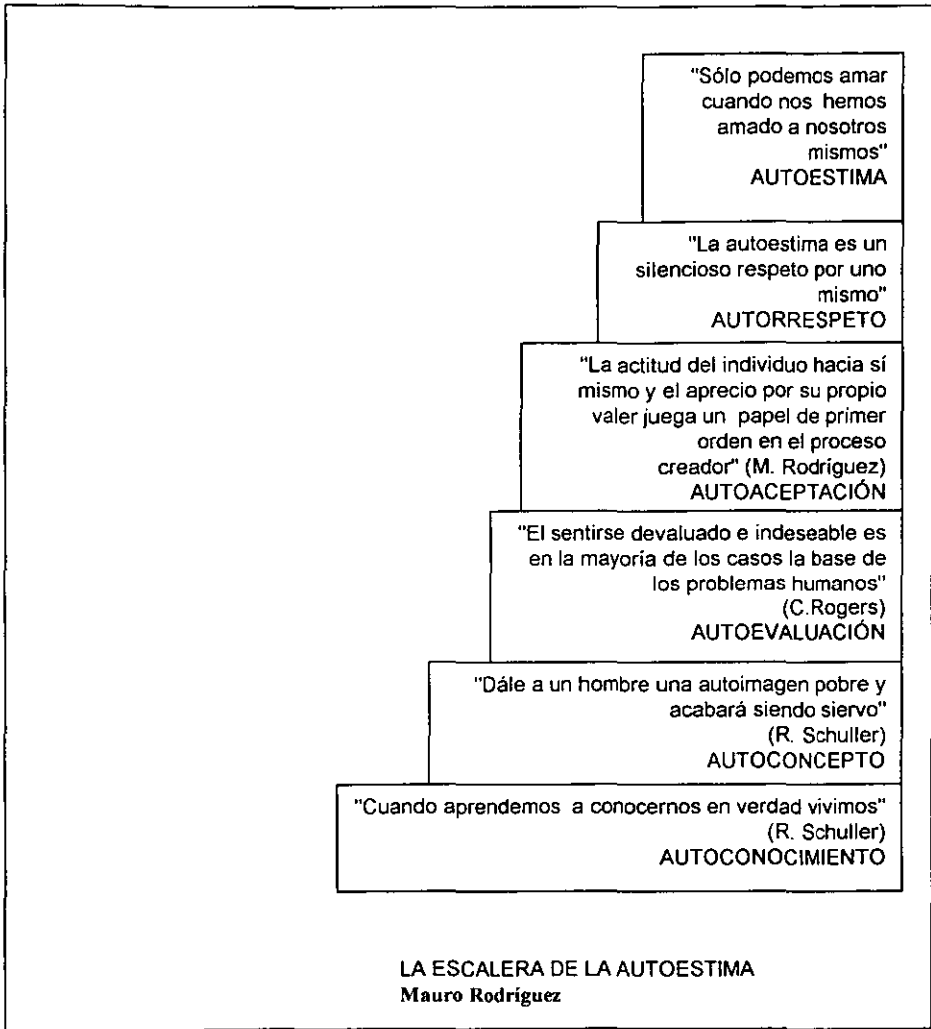 "Sólo podemos amar
cuando nos hemos
amado a nosotros
mismos"
AUTOESTIMA
"La autoestima es un
silencioso respeto por uno
mismo"
AUTORRESPETO
"La actitud del individuo hacia sí
mismo y el aprecio por su propio
valer juega un papel de primer
orden en el proceso
creador" (M. Rodríguez)
AUTOACEPTACIÓN
"El sentirse devaluado e indeseable es
en la mayoría de los casos la base de
los problemas humanos"
(C.Rogers)
AUTOEVALUACIÓN
"Dále a un hombre una autoimagen pobre y
acabará siendo siervo"
(R. Schuller)
AUTOCONCEPTO
"Cuando aprendemos a conocernos en verdad vivimos"
(R. Schuller)
AUTOCONOCIMIENTO
LA ESCALERA DE LA AUTOESTIMA
Mauro Rodríguez